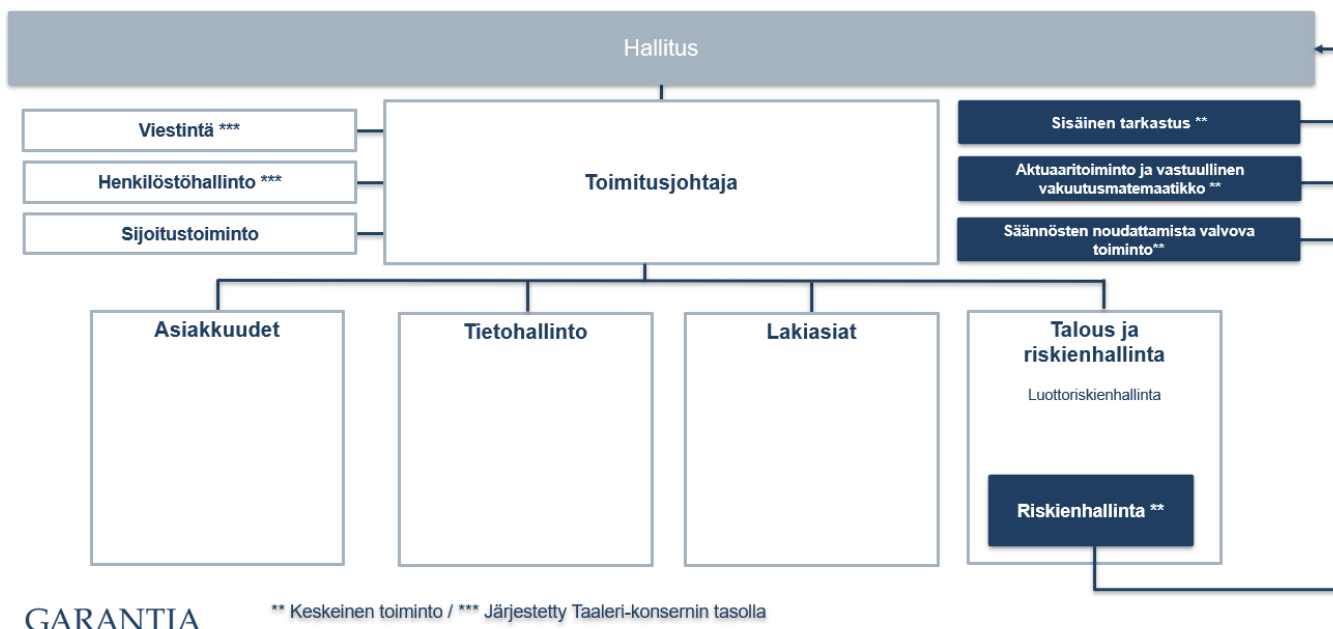 Hallitus
Viestintä ***
Henkilöstöhallinto ***
Sijoitustoiminto
Toimitusjohtaja
Sisäinen tarkastus **
Aktuaaritoiminto ja vastuullinen
vakuutusmatemaatikko **
Säännösten noudattamista valvova
toiminto**
Asiakkuudet
Tietohallinto
Lakiasiat
Talous ja
riskienhallinta
Luottoriskienhallinta
Riskienhallinta **
GARANTIA
** Keskeinen toiminto / *** Järjestetty Taaleri-konsernin tasolla